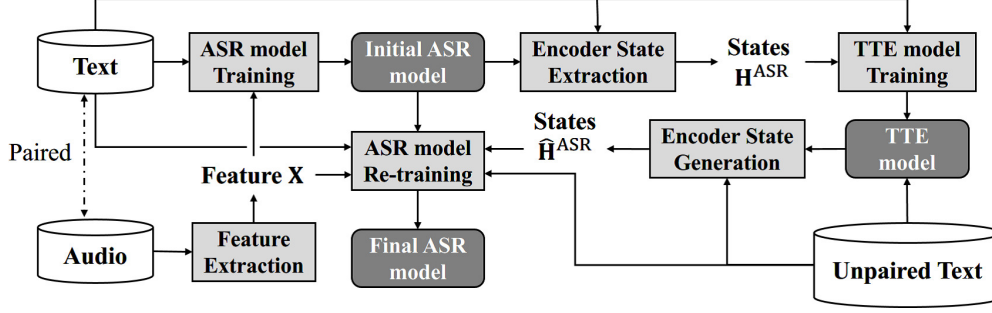 Text
ASR model
Training
Initial ASR
model
Encoder State
Extraction
States
H^ASR
TTE model
Training
Paired
Feature X
ASR model
Re-training
States
Ĥ^ASR
Encoder State
Generation
TTE
model
Audio
Feature
Extraction
Final ASR
model
Unpaired Text